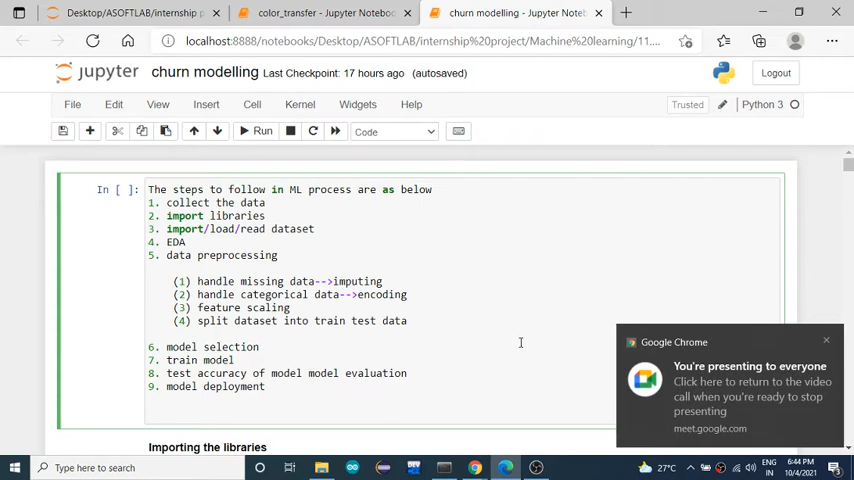 Desktop/ASOFTLAB/internship p
color_transfer - Jupyter Noteboo
churn modelling - Jupyter Noteb
localhost:8888/notebooks/Desktop/ASOFTLAB/internship%20project/Machine%20learning/11....
jupyter churn modelling Last Checkpoint: 17 hours ago (autosaved)
Logout
File Edit View Insert Cell Kernel Widgets Help
Trusted
Python 3
Run
Code
In [ ]:
The steps to follow in ML process are as below
1. collect the data
2. import libraries
3. import/load/read dataset
4. EDA
5. data preprocessing
(1) handle missing data-->imputing
(2) handle categorical data-->encoding
(3) feature scaling
(4) split dataset into train test data
6. model selection
7. train model
8. test accuracy of model model evaluation
9. model deployment
Importing the libraries
Google Chrome
You're presenting to everyone
Click here to return to the video
call when you're ready to stop
presenting
meet.google.com
Type here to search
27°C
ENG
IN
6:44 PM
10/4/2021
3